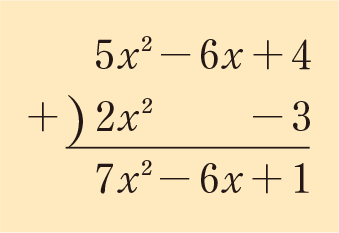 5x² − 6x + 4
+ ) 2x² − 3
7x² − 6x + 1